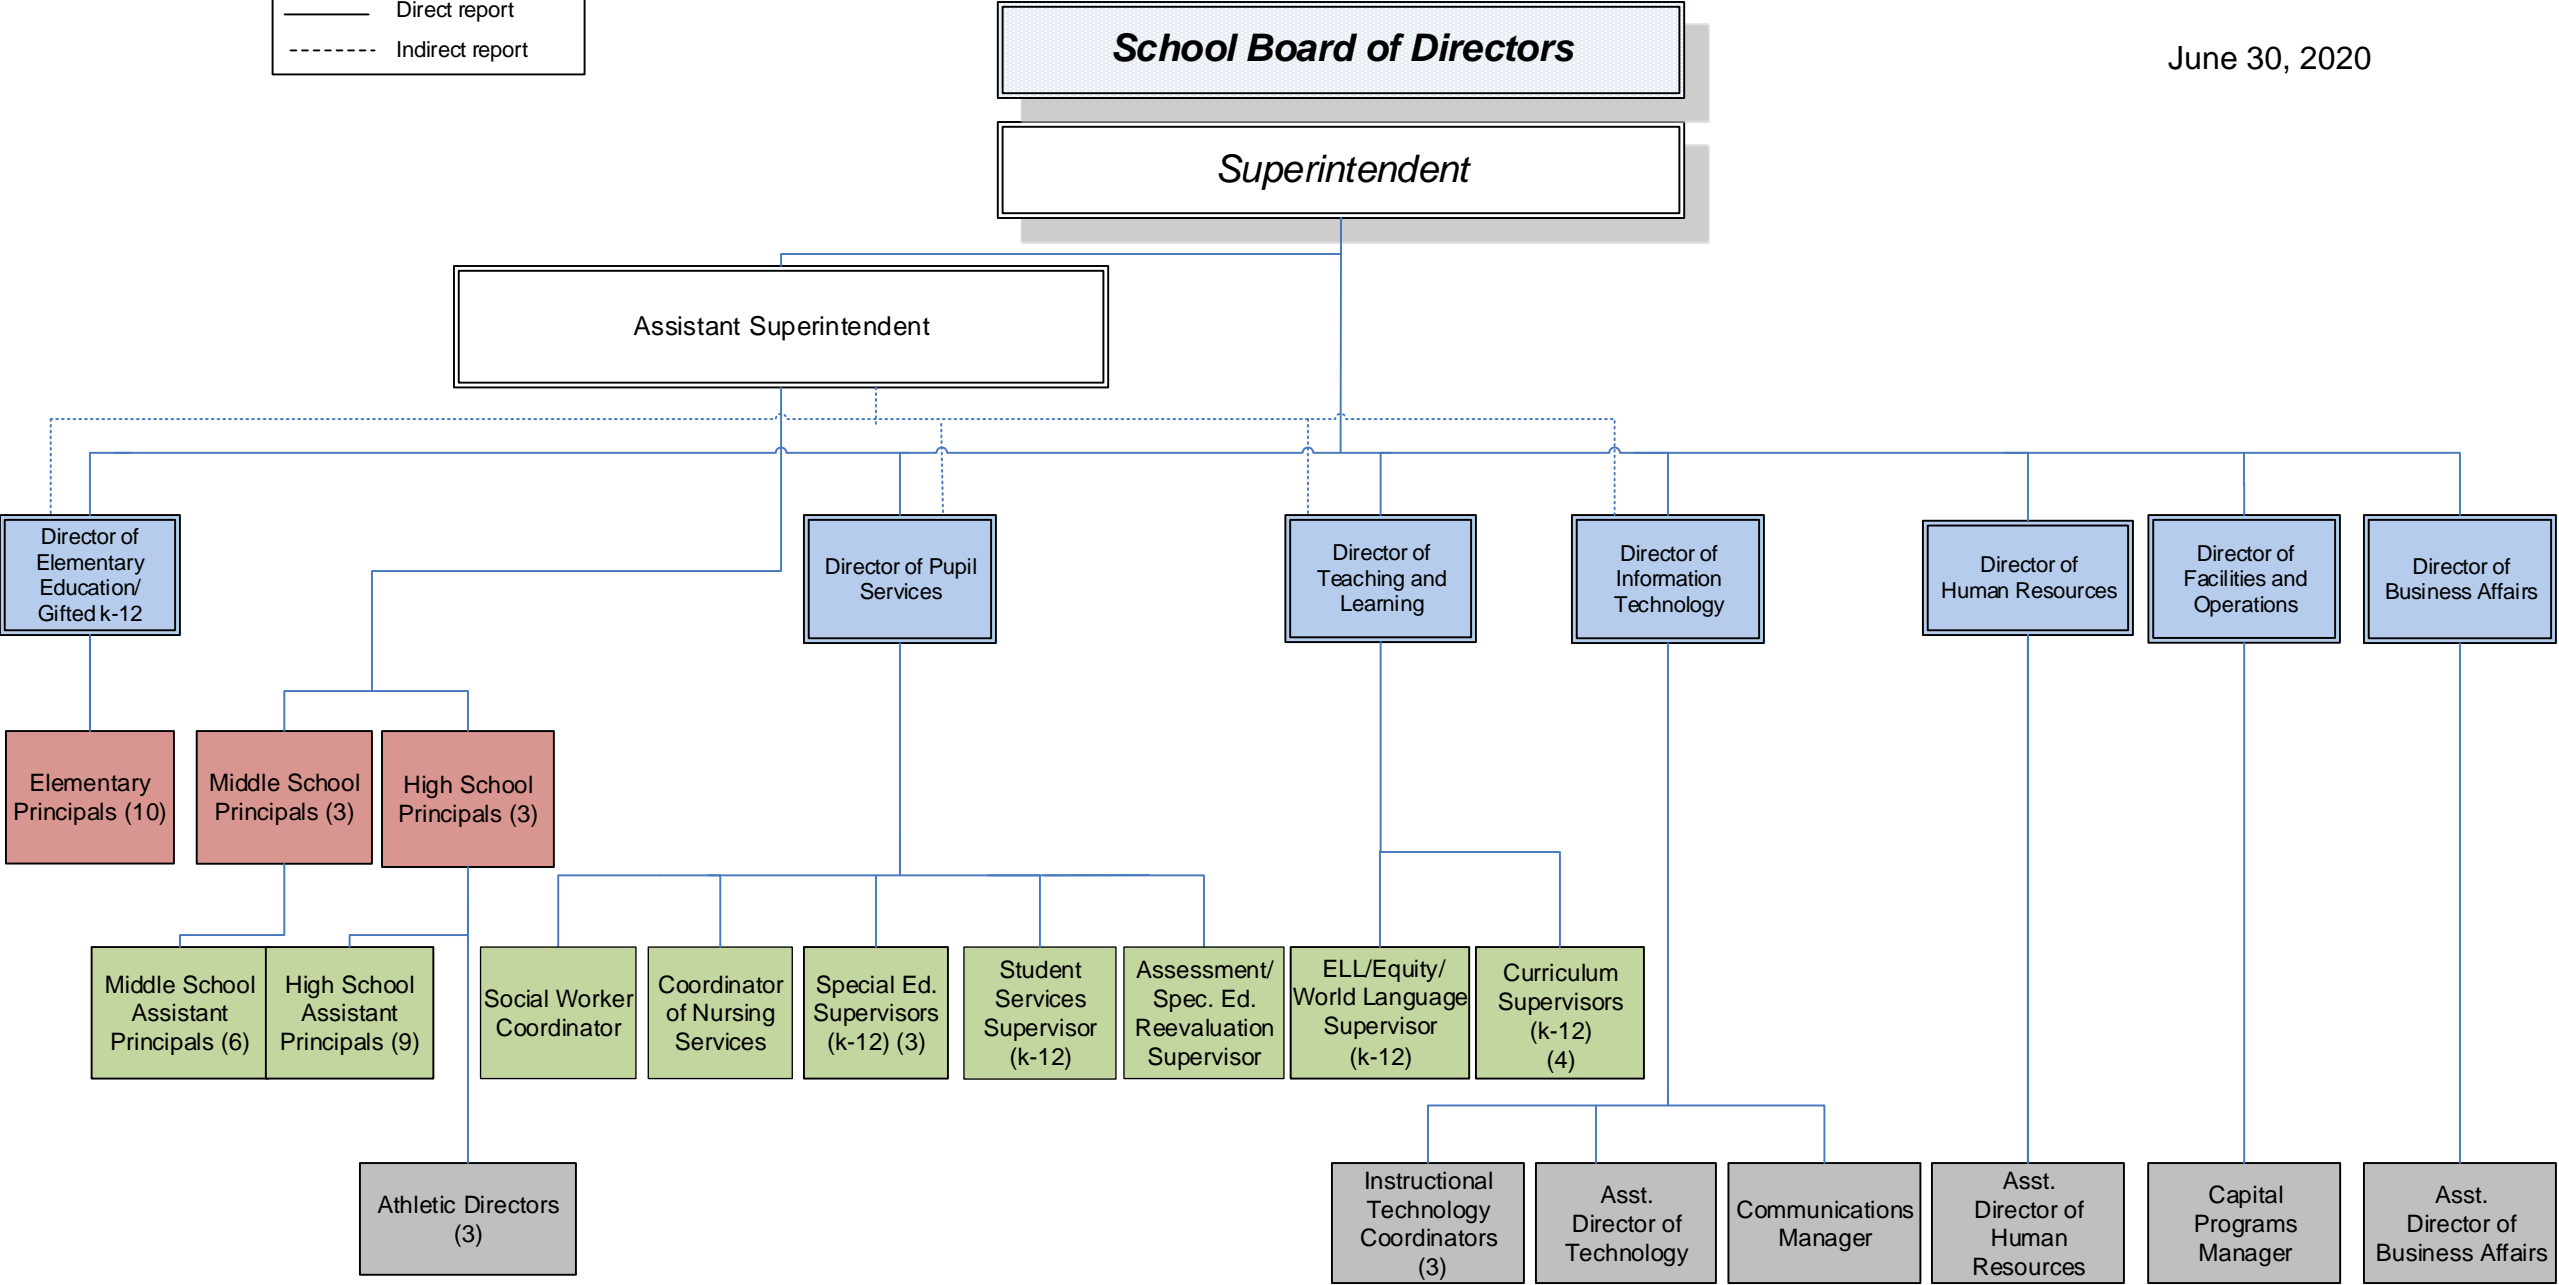 Direct report
Indirect report
School Board of Directors
June 30, 2020
Superintendent
Assistant Superintendent
Director of
Elementary
Education/
Gifted k-12
Director of Pupil
Services
Director of
Teaching and
Learning
Director of
Information
Technology
Director of
Human Resources
Director of
Facilities and
Operations
Director of
Business Affairs
Elementary
Principals (10)
Middle School
Principals (3)
High School
Principals (3)
Middle School
Assistant
Principals (6)
High School
Assistant
Principals (9)
Social Worker
Coordinator
Coordinator
of Nursing
Services
Special Ed.
Supervisors
(k-12) (3)
Student
Services
Supervisor
(k-12)
Assessment/
Spec. Ed.
Reevaluation
Supervisor
ELL/Equity/
World Language
Supervisor
(k-12)
Curriculum
Supervisors
(k-12)
(4)
Athletic Directors
(3)
Instructional
Technology
Coordinators
(3)
Asst.
Director of
Technology
Communications
Manager
Asst.
Director of
Human
Resources
Capital
Programs
Manager
Asst.
Director of
Business Affairs